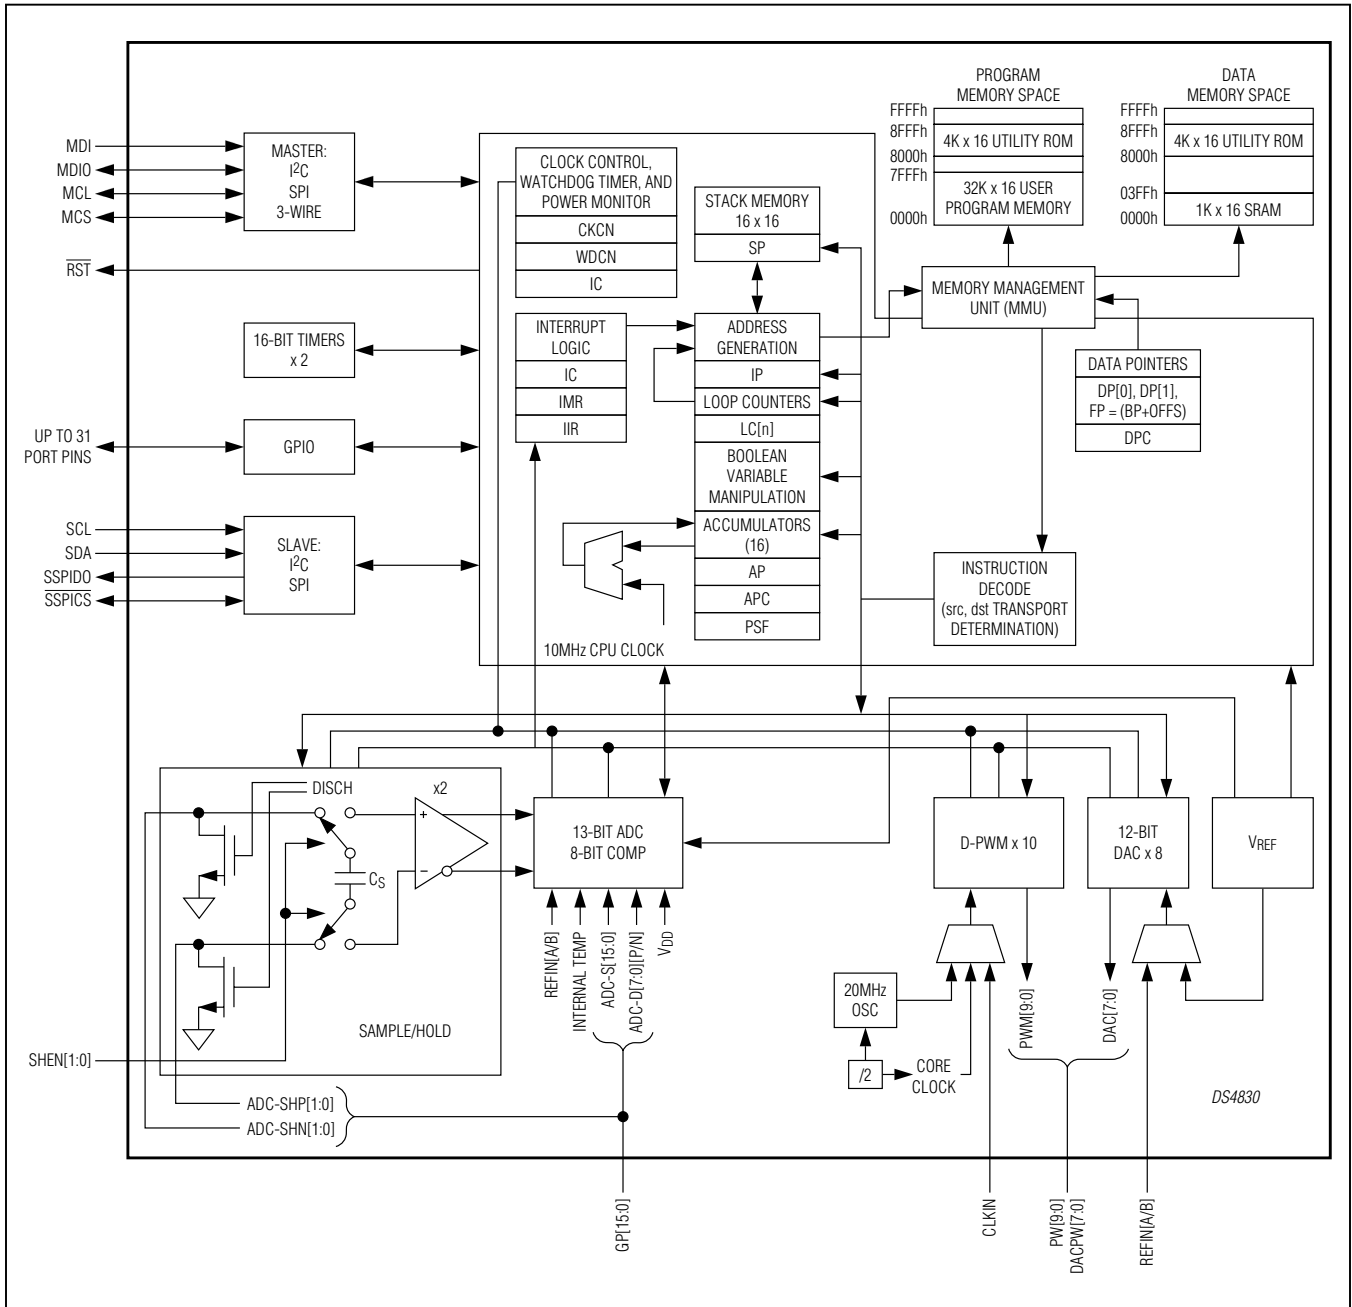 PROGRAM
MEMORY SPACE
FFFFh
8FFFh
4K x 16 UTILITY ROM
8000h
7FFFh
32K x 16 USER
PROGRAM MEMORY
0000h
DATA
MEMORY SPACE
FFFFh
8FFFh
4K x 16 UTILITY ROM
8000h
03FFh
1K x 16 SRAM
0000h
MDI
MDIO
MCL
MCS
MASTER:
I2C
SPI
3-WIRE
RST
CLOCK CONTROL,
WATCHDOG TIMER, AND
POWER MONITOR
CKCN
WDCN
IC
STACK MEMORY
16 x 16
SP
MEMORY MANAGEMENT
UNIT (MMU)
16-BIT TIMERS
x 2
INTERRUPT
LOGIC
IC
IMR
IIR
ADDRESS
GENERATION
IP
LOOP COUNTERS
LC[n]
BOOLEAN
VARIABLE
MANIPULATION
ACCUMULATORS
(16)
AP
APC
PSF
DATA POINTERS
DP[0], DP[1],
FP = (BP+OFFS)
DPC
UP TO 31
PORT PINS
GPIO
SCL
SDA
SSPIDO
SSPICS
SLAVE:
I2C
SPI
10MHz CPU CLOCK
INSTRUCTION
DECODE
(src, dst TRANSPORT
DETERMINATION)
DISCH
x2
+
−
CS
SAMPLE/HOLD
SHEN[1:0]
ADC-SHP[1:0]
ADC-SHN[1:0]
13-BIT ADC
8-BIT COMP
REFIN[A/B]
INTERNAL TEMP
ADC-S[15:0]
ADC-D[7:0][P/N]
VDD
GP[15:0]
D-PWM x 10
12-BIT
DAC x 8
VREF
20MHz
OSC
/2
CORE
CLOCK
PWM[9:0]
DAC[7:0]
DS4830
CLKIN
PW[9:0]
DACPW[7:0]
REFIN[A/B]